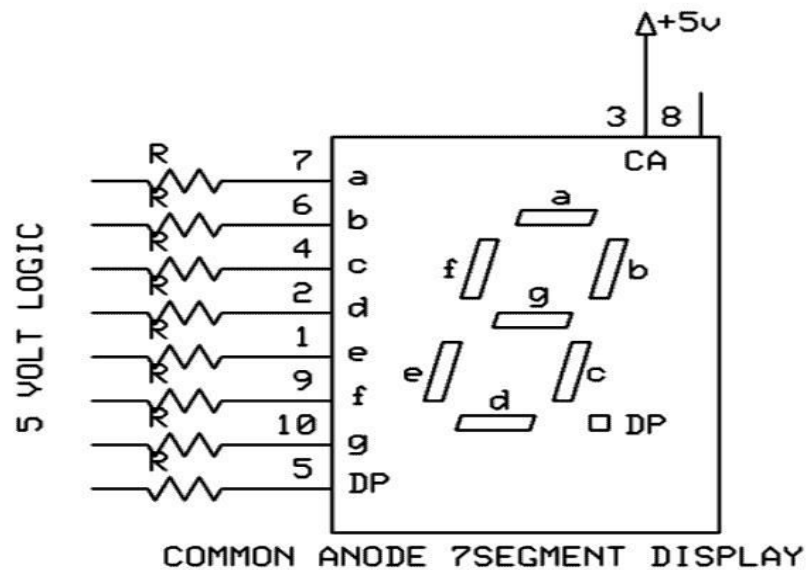 +5v
3 8
CA
R 7 a
R 6 b
R 4 c
R 2 d
R 1 e
R 9 f
R 10 g
R 5 DP
a
f b
g
e c
d
DP
5 VOLT LOGIC
COMMON ANODE 7SEGMENT DISPLAY